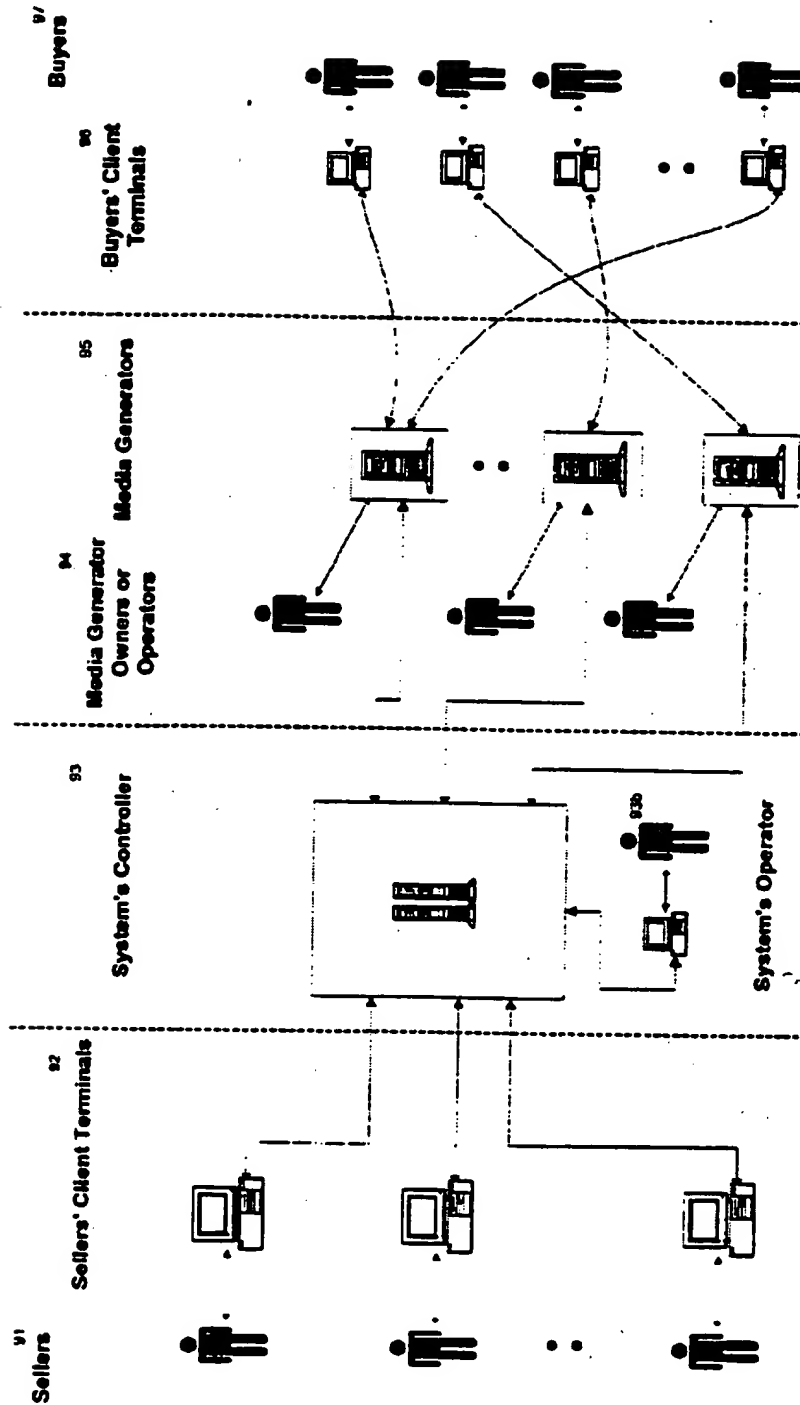 91
Sellers
92
Sellers' Client Terminals
93
System's Controller
93b
System's Operator
94
Media Generator
Owners or
Operators
95
Media Generators
96
Buyers' Client
Terminals
97
Buyers